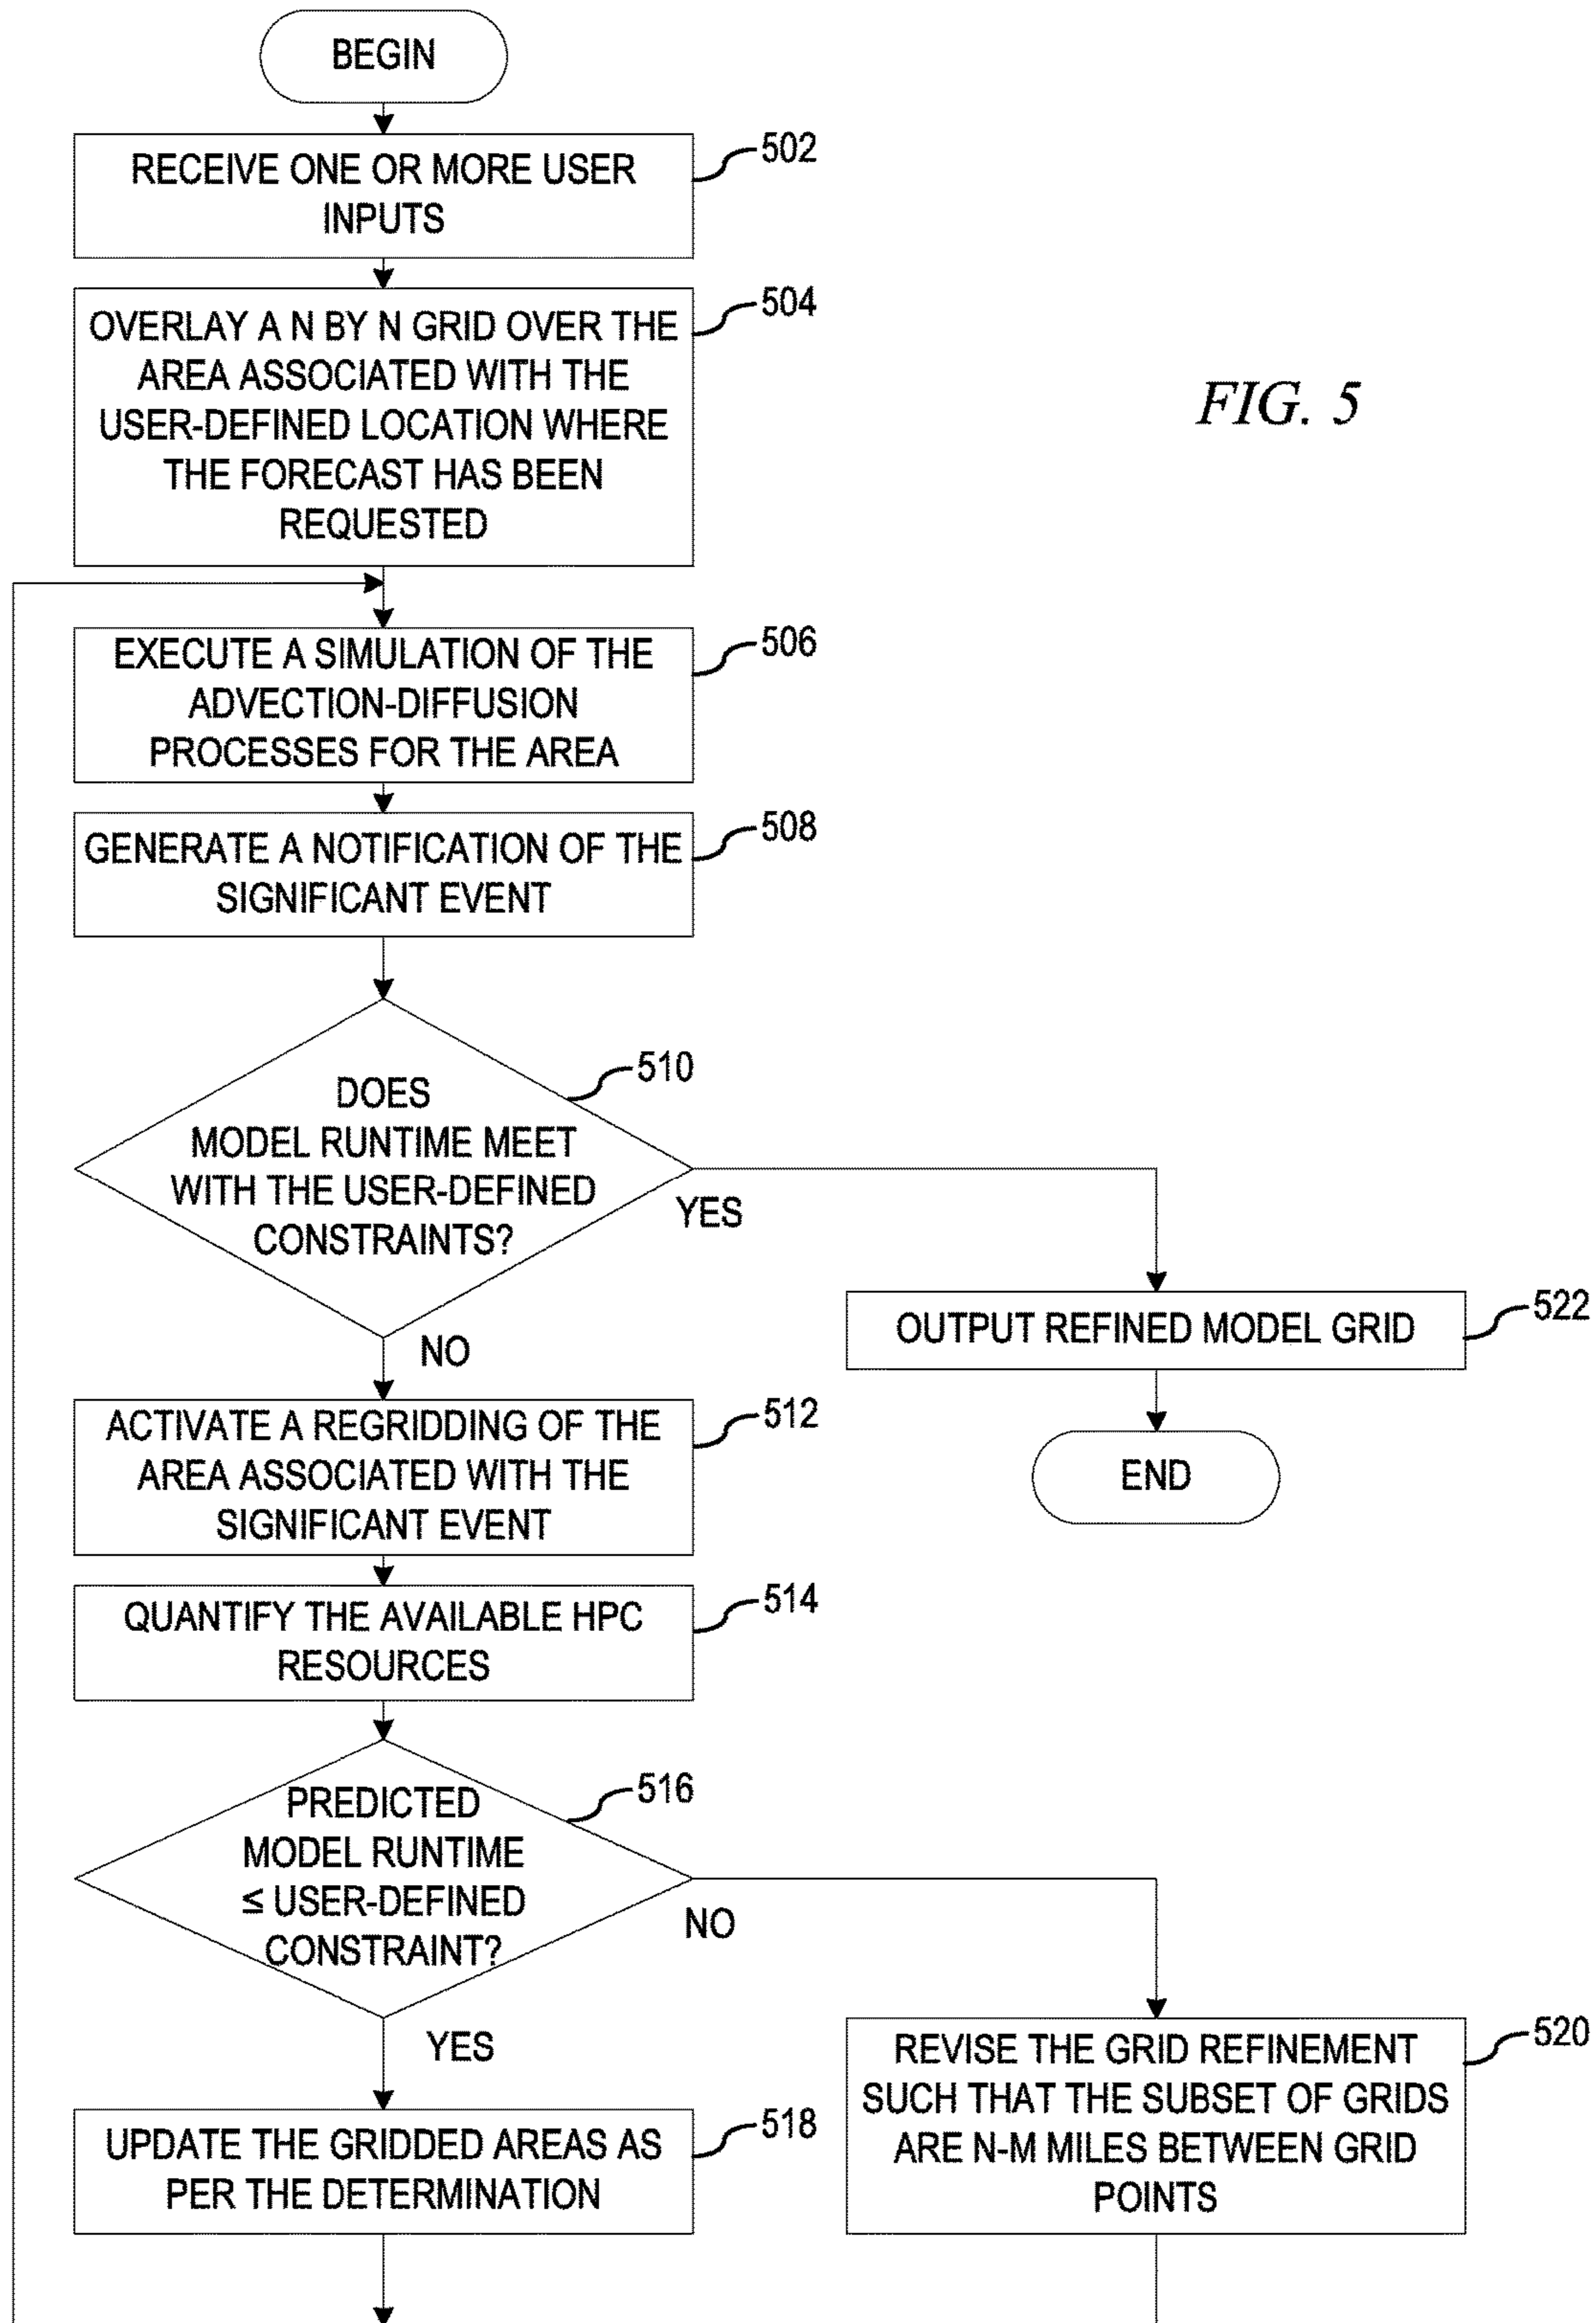 BEGIN
RECEIVE ONE OR MORE USER
INPUTS
502
OVERLAY A N BY N GRID OVER THE
AREA ASSOCIATED WITH THE
USER-DEFINED LOCATION WHERE
THE FORECAST HAS BEEN
REQUESTED
504
FIG. 5
EXECUTE A SIMULATION OF THE
ADVECTION-DIFFUSION
PROCESSES FOR THE AREA
506
GENERATE A NOTIFICATION OF THE
SIGNIFICANT EVENT
508
DOES
MODEL RUNTIME MEET
WITH THE USER-DEFINED
CONSTRAINTS?
510
YES
NO
OUTPUT REFINED MODEL GRID
522
END
ACTIVATE A REGRIDDING OF THE
AREA ASSOCIATED WITH THE
SIGNIFICANT EVENT
512
QUANTIFY THE AVAILABLE HPC
RESOURCES
514
PREDICTED
MODEL RUNTIME
≤ USER-DEFINED
CONSTRAINT?
516
NO
YES
UPDATE THE GRIDDED AREAS AS
PER THE DETERMINATION
518
REVISE THE GRID REFINEMENT
SUCH THAT THE SUBSET OF GRIDS
ARE N-M MILES BETWEEN GRID
POINTS
520